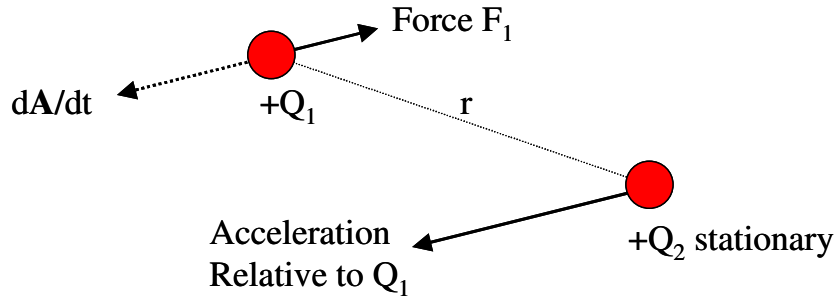 Force F₁
dA/dt
+Q₁
r
Acceleration
Relative to Q₁
+Q₂ stationary